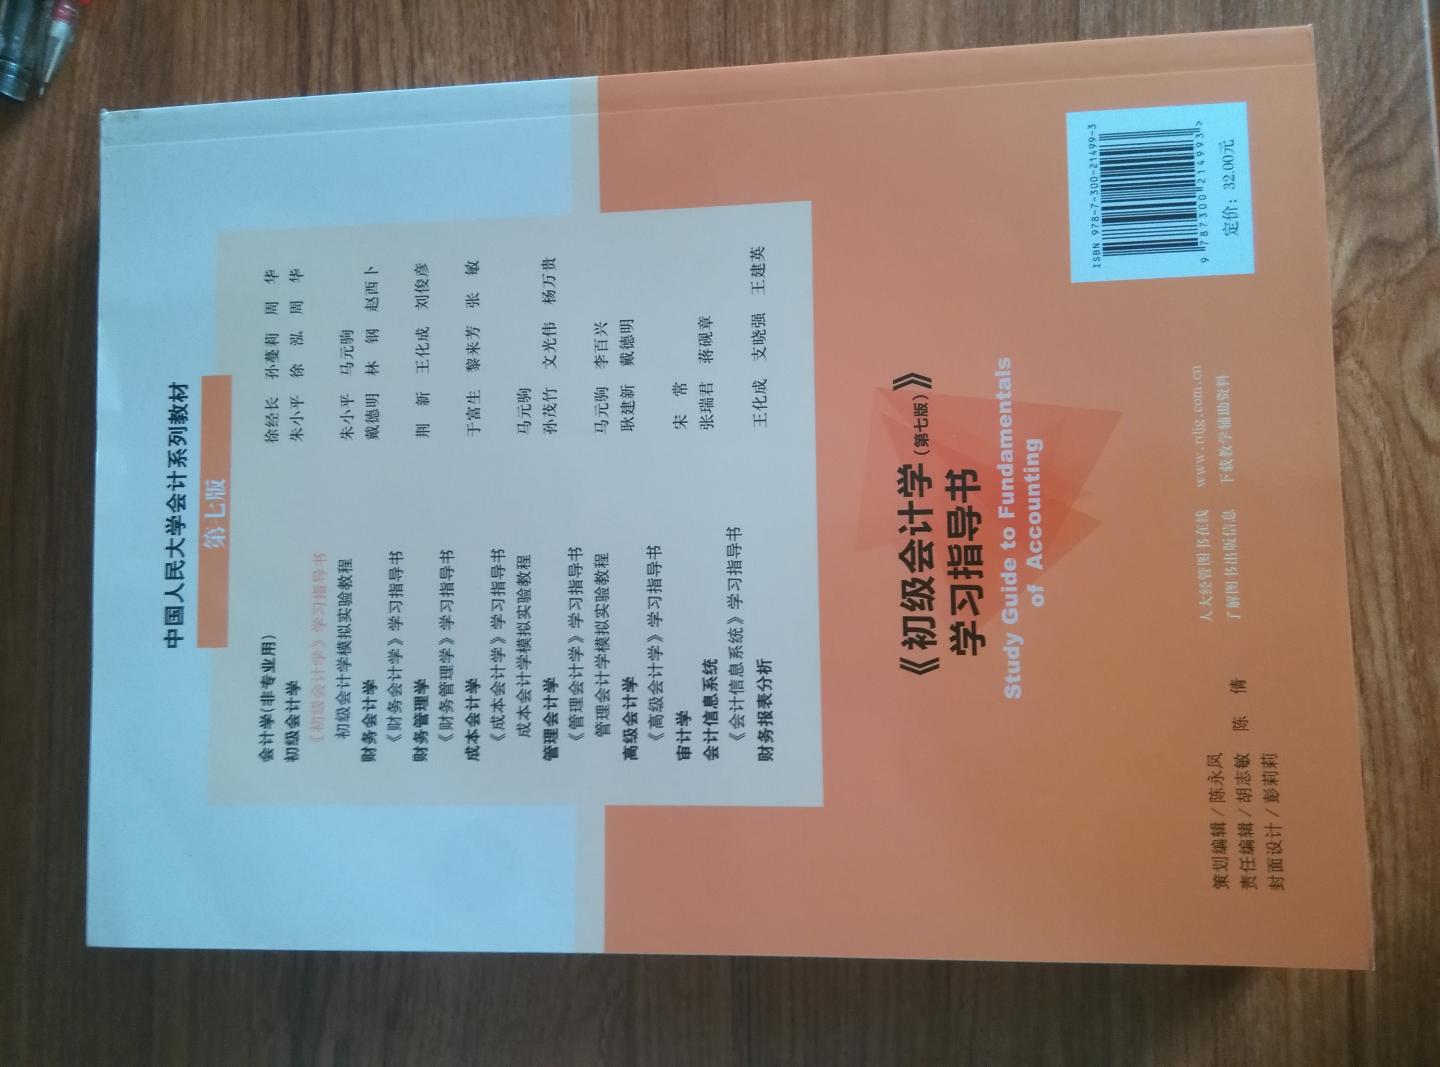 中国人民大学会计系列教材
第七版
会计学(非专业用) 徐经长 孙蔓莉 周 华
初级会计学 朱小平 徐 泓 周 华
《初级会计学》学习指导书
初级会计学模拟实验教程 朱小平 马元驹
财务会计学 戴德明 林 钢 赵西卜
《财务会计学》学习指导书
财务管理学 荆 新 王化成 刘俊彦
《财务管理学》学习指导书
成本会计学 于富生 黎来芳 张 敏
《成本会计学》学习指导书
成本会计学模拟实验教程 马元驹
管理会计学 孙茂竹 文光伟 杨万贵
《管理会计学》学习指导书
管理会计学模拟实验教程 马元驹 李百兴
高级会计学 耿建新 戴德明
《高级会计学》学习指导书
审计学 宋 常
会计信息系统 张瑞君 蒋砚章
《会计信息系统》学习指导书
财务报表分析 王化成 支晓强 王建英
《初级会计学(第七版)》
学习指导书
Study Guide to Fundamentals
of Accounting
策划编辑/陈永凤
责任编辑/胡志敏 陈 倩
封面设计/彭莉莉
人大经管图书在线 www.rdjg.com.cn
了解图书出版信息 下载教学辅助资料
ISBN 978-7-300-21499-3
9 787300 214993>
定价：32.00元